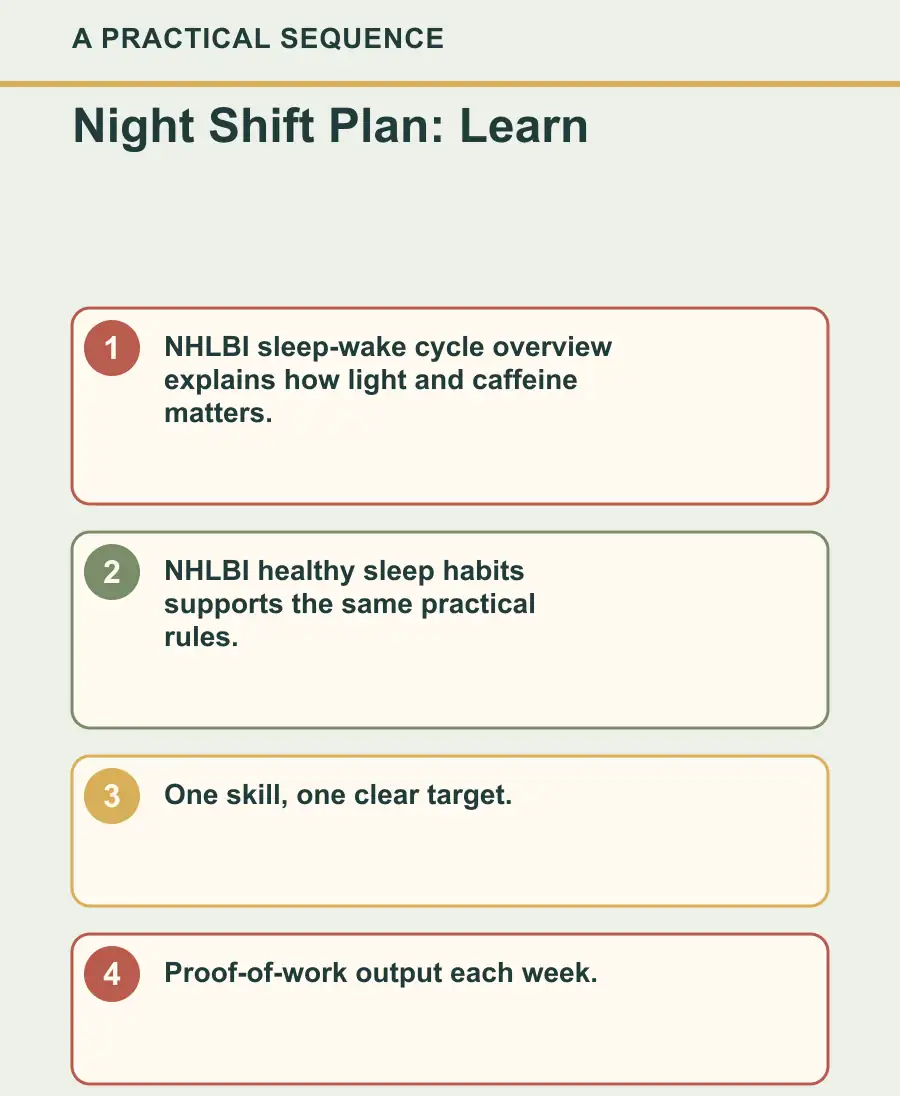 A PRACTICAL SEQUENCE
Night Shift Plan: Learn
1
NHLBI sleep-wake cycle overview
explains how light and caffeine
matters.
2
NHLBI healthy sleep habits
supports the same practical
rules.
3
One skill, one clear target.
4
Proof-of-work output each week.